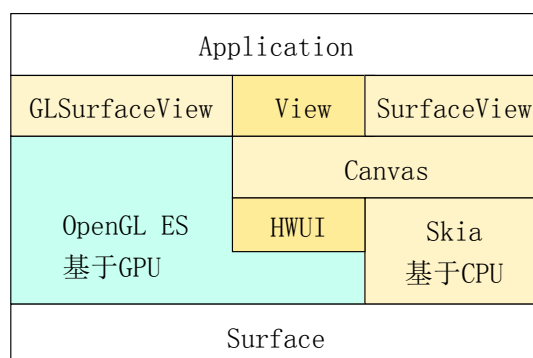 Application
GLSurfaceView
View
SurfaceView
Canvas
OpenGL ES
基于GPU
HWUI
Skia
基于CPU
Surface